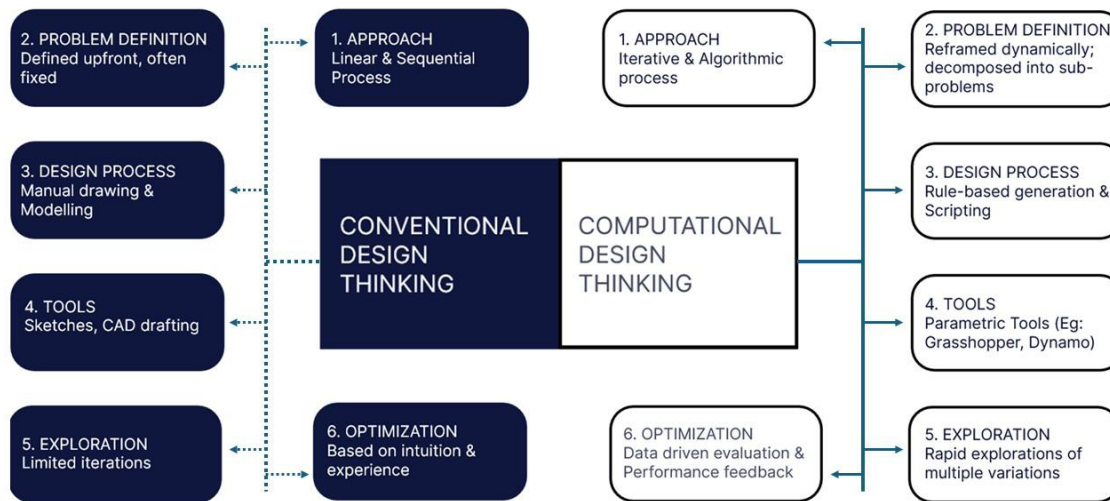 2. PROBLEM DEFINITION
Defined upfront, often
fixed
1. APPROACH
Linear & Sequential
Process
3. DESIGN PROCESS
Manual drawing &
Modelling
CONVENTIONAL
DESIGN
THINKING
4. TOOLS
Sketches, CAD drafting
5. EXPLORATION
Limited iterations
6. OPTIMIZATION
Based on intuition &
experience
1. APPROACH
Iterative & Algorithmic
process
2. PROBLEM DEFINITION
Reframed dynamically;
decomposed into sub-
problems
COMPUTATIONAL
DESIGN
THINKING
3. DESIGN PROCESS
Rule-based generation &
Scripting
4. TOOLS
Parametric Tools (Eg:
Grasshopper, Dynamo)
6. OPTIMIZATION
Data driven evaluation &
Performance feedback
5. EXPLORATION
Rapid explorations of
multiple variations